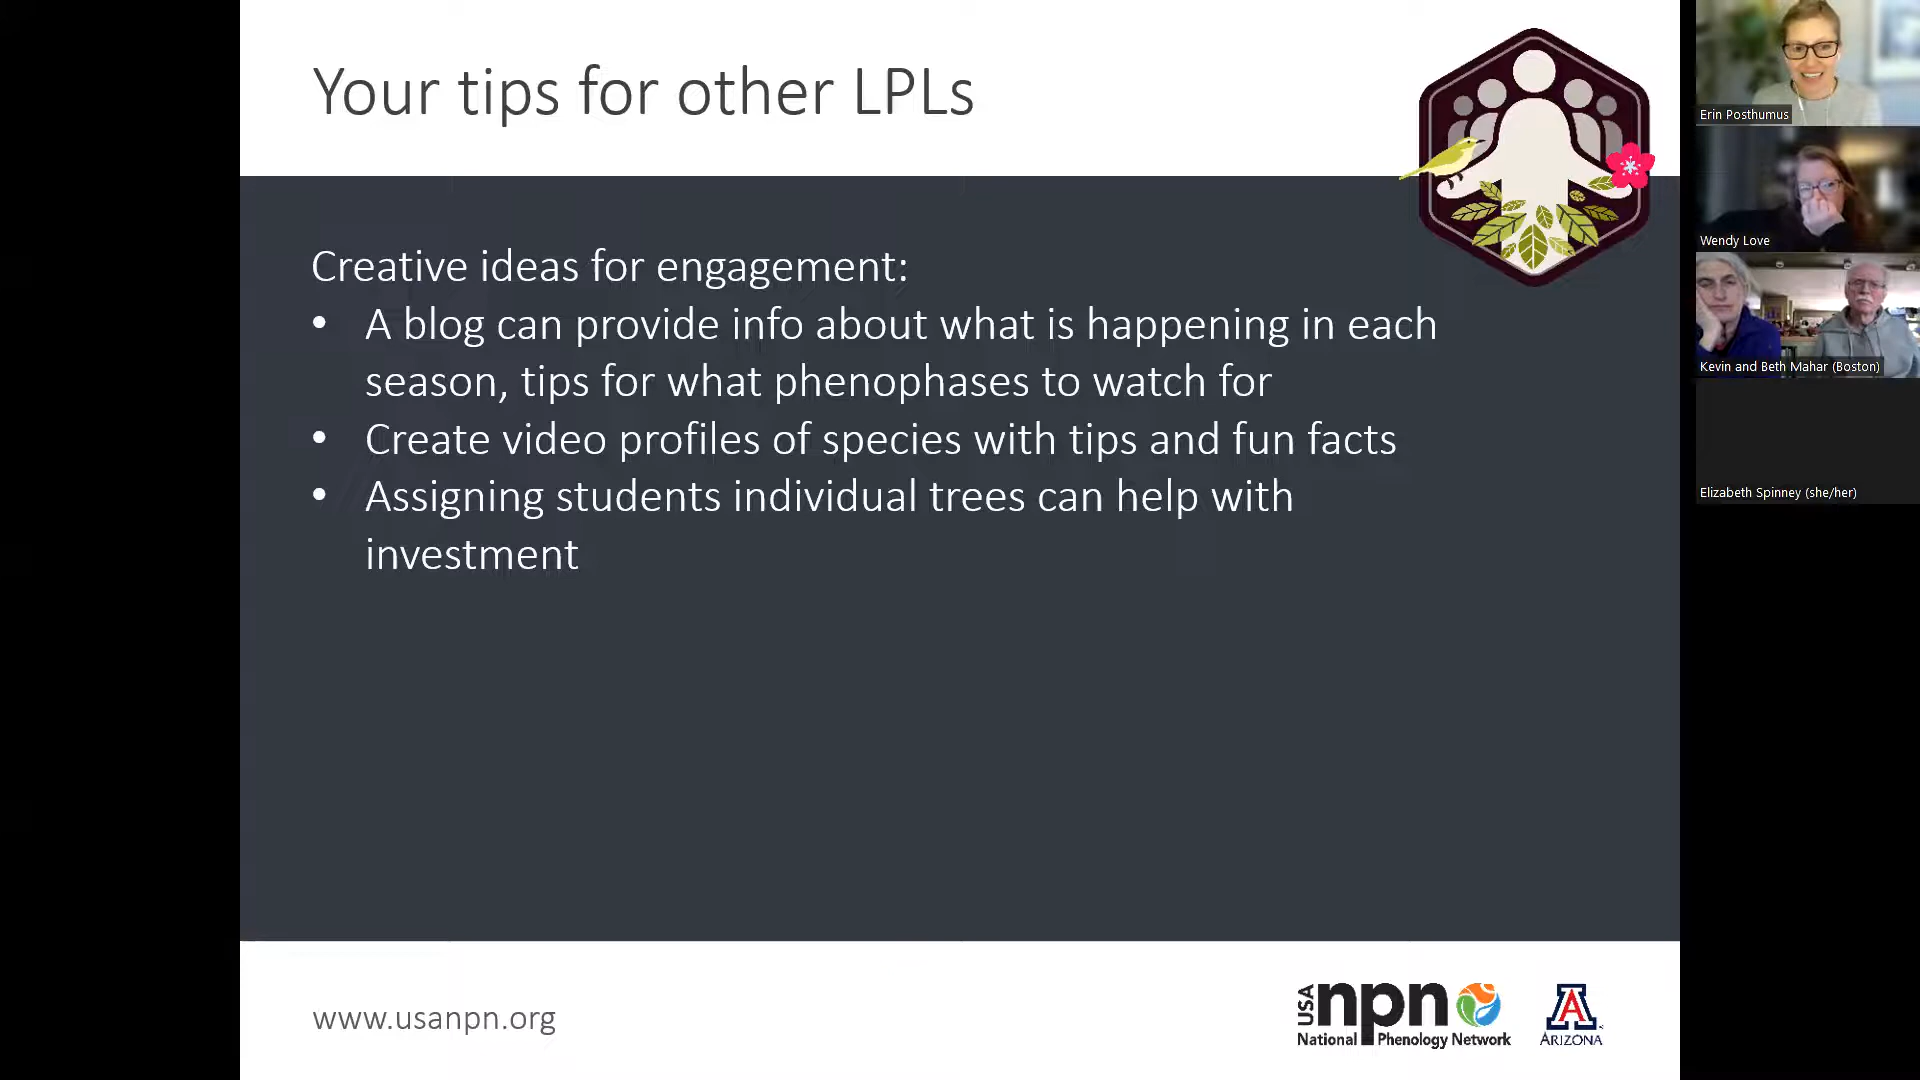 Your tips for other LPLs
Creative ideas for engagement:
• A blog can provide info about what is happening in each
season, tips for what phenophases to watch for
• Create video profiles of species with tips and fun facts
• Assigning students individual trees can help with
investment
www.usanpn.org
USA npn
National Phenology Network
A
ARIZONA
Erin Posthumus
Wendy Love
Kevin and Beth Mahar (Boston)
Elizabeth Spinney (she/her)